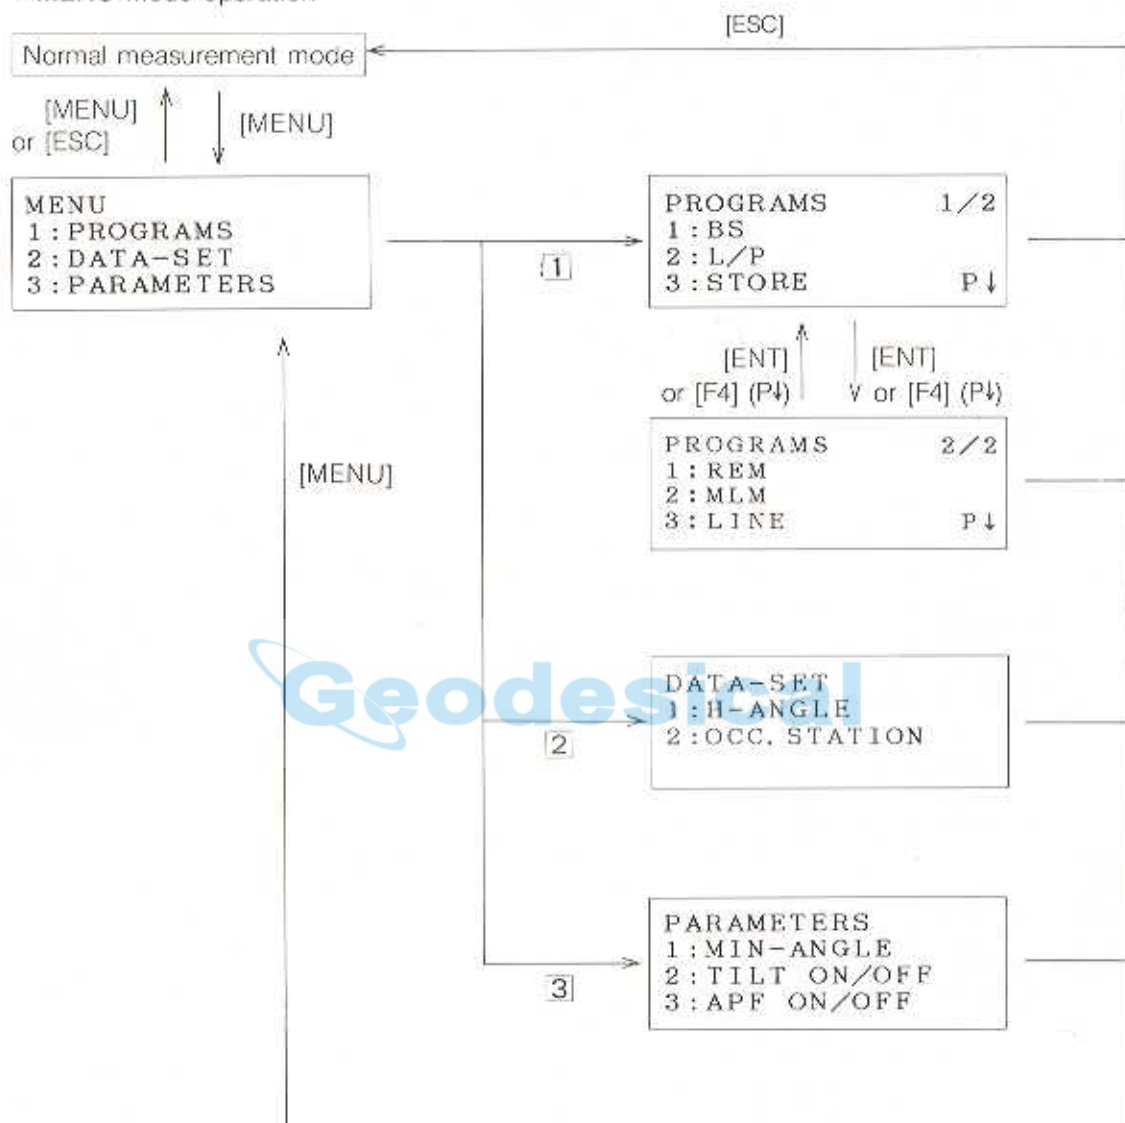 [ESC]
Normal measurement mode
[MENU]
or [ESC]
[MENU]
MENU
1:PROGRAMS
2:DATA-SET
3:PARAMETERS
1
PROGRAMS 1/2
1:BS
2:L/P
3:STORE P↓
[ENT]
or [F4] (P↓)
[ENT]
or [F4] (P↓)
PROGRAMS 2/2
1:REM
2:MLM
3:LINE P↓
[MENU]
Geodesical
2
DATA-SET
1:H-ANGLE
2:OCC. STATION
3
PARAMETERS
1:MIN-ANGLE
2:TILT ON/OFF
3:APF ON/OFF